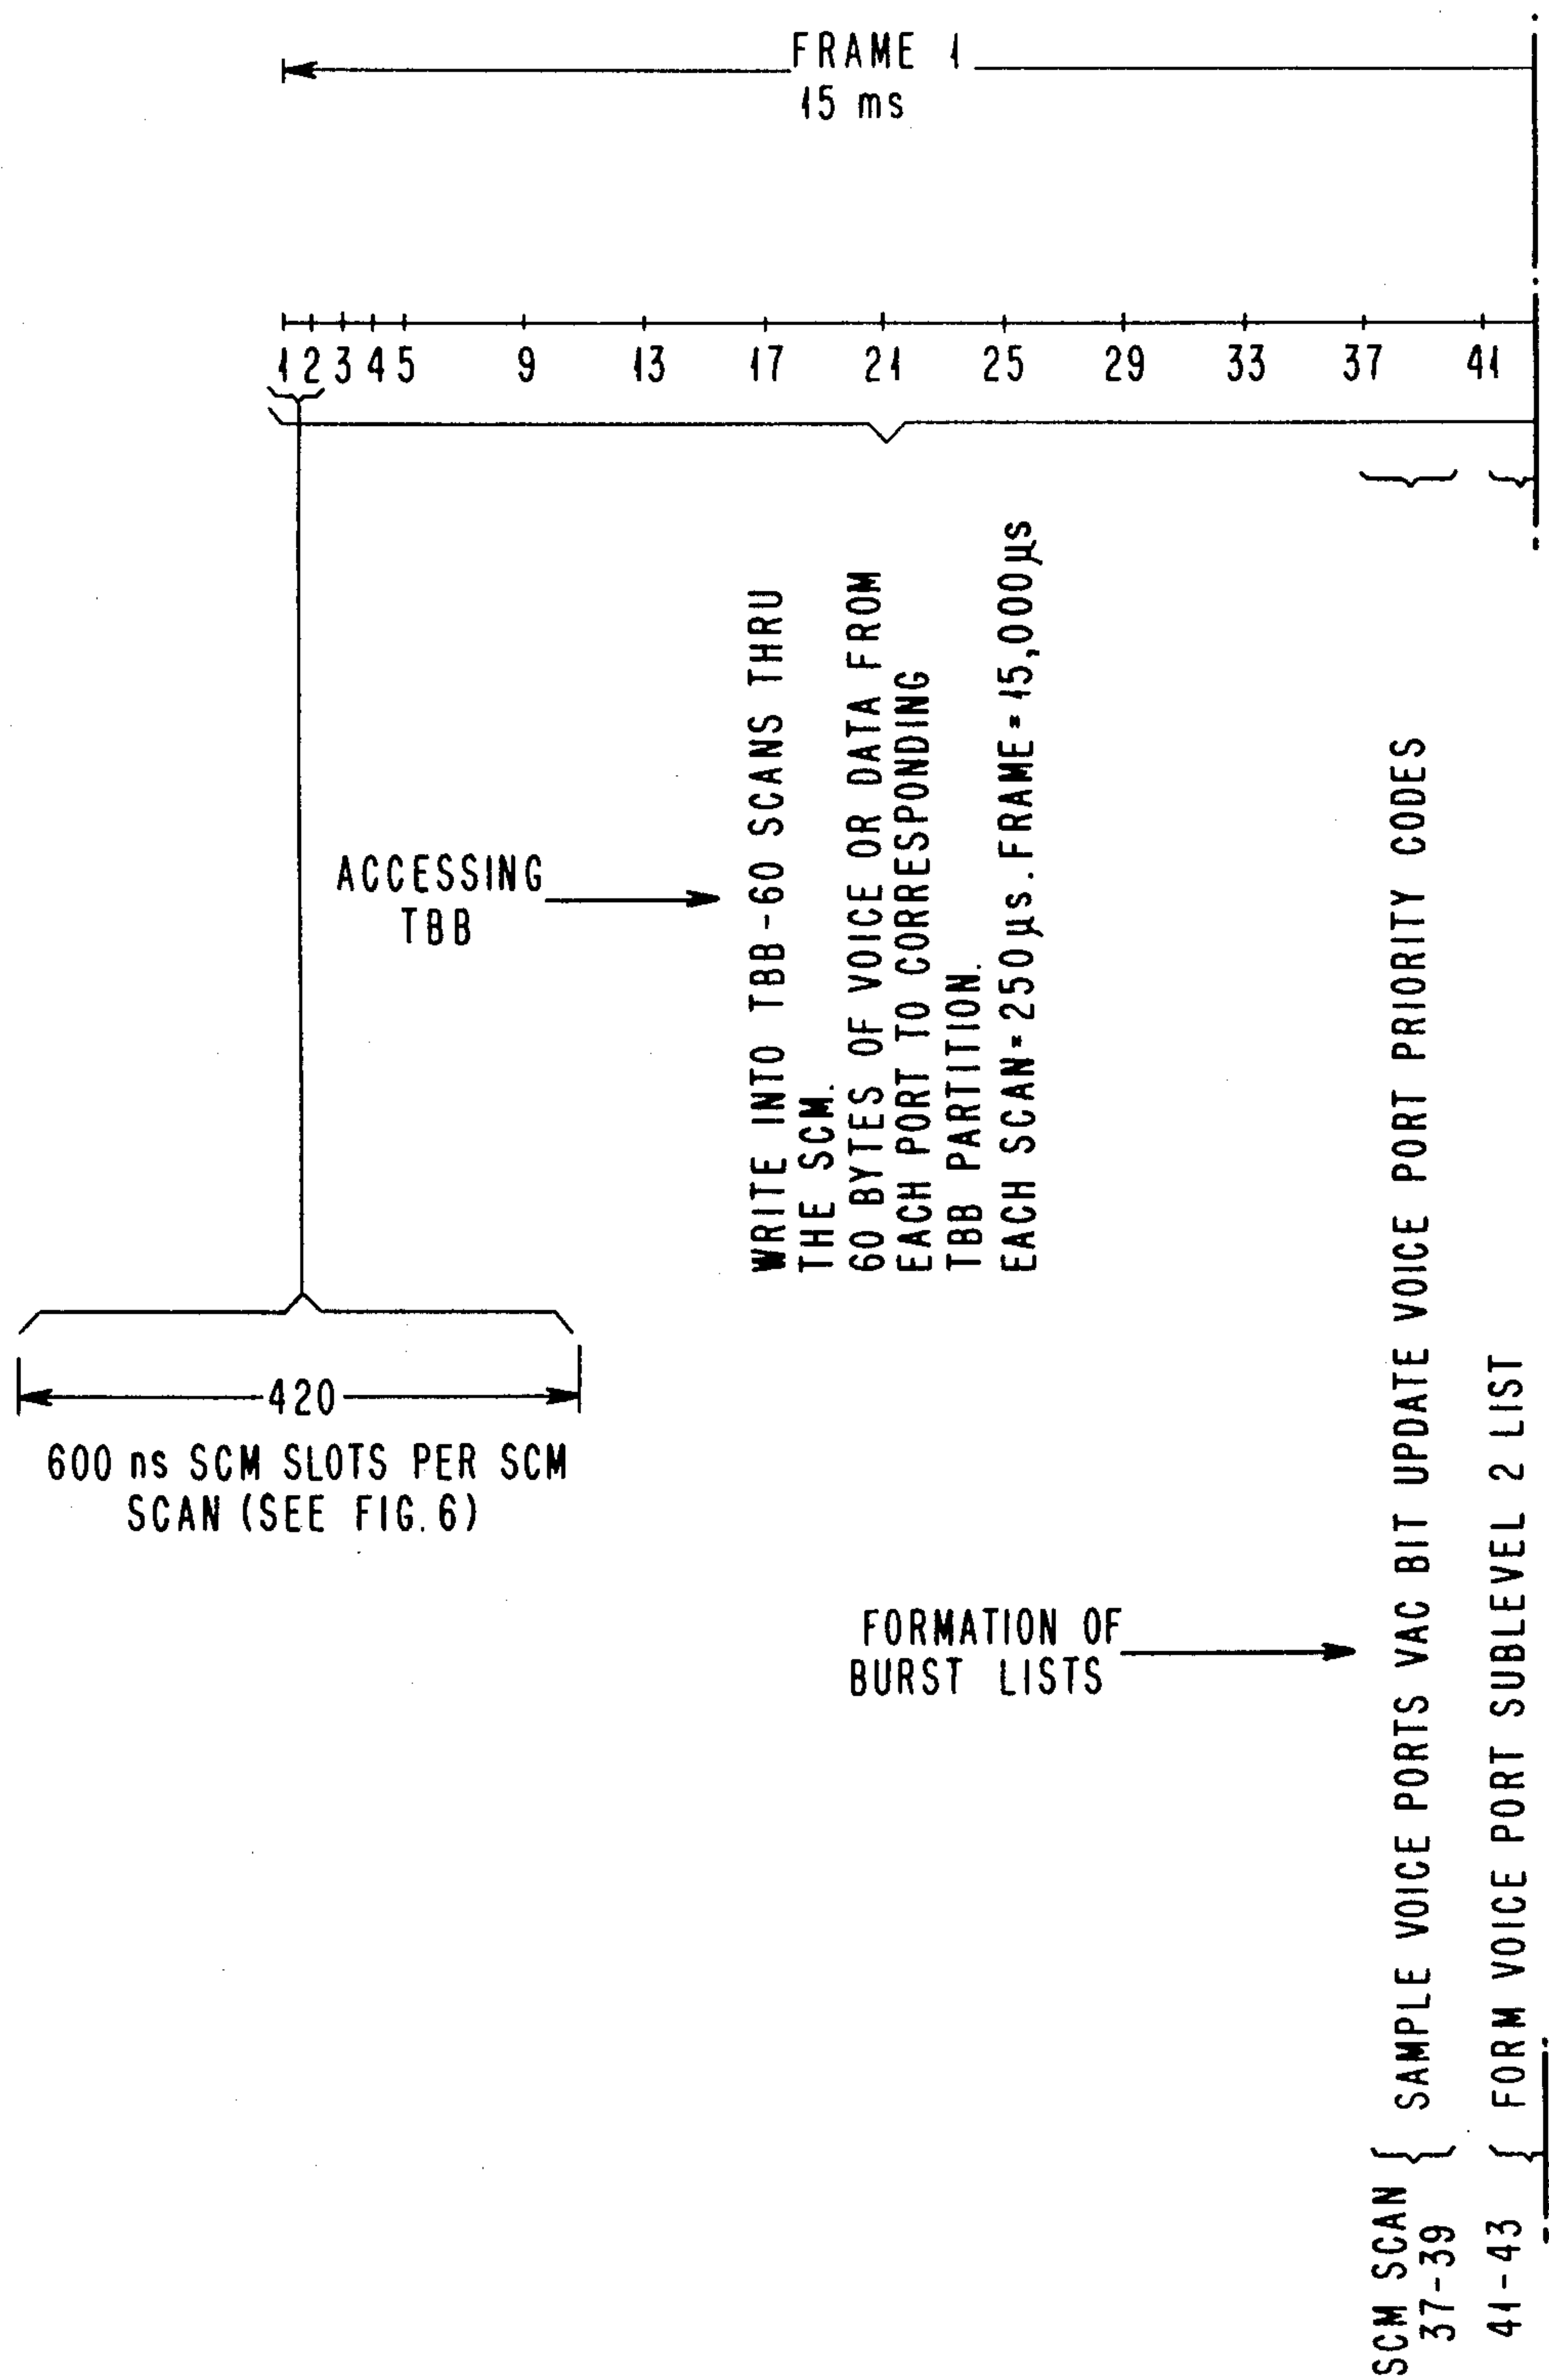 FRAME 1
15 ms
1 2 3 4 5 9 13 17 21 25 29 33 37 41
ACCESSING
TBB
WRITE INTO TBB-60 SCANS THRU
THE SCM.
60 BYTES OF VOICE OR DATA FROM
EACH PORT TO CORRESPONDING
TBB PARTITION.
EACH SCAN=250µs.FRAME=15,000µs
420
600 ns SCM SLOTS PER SCM
SCAN (SEE FIG.6)
FORMATION OF
BURST LISTS
SCM SCAN
37-39
SAMPLE VOICE PORTS VAC BIT UPDATE VOICE PORT PRIORITY CODES
41-43
FORM VOICE PORT SUBLEVEL 2 LIST